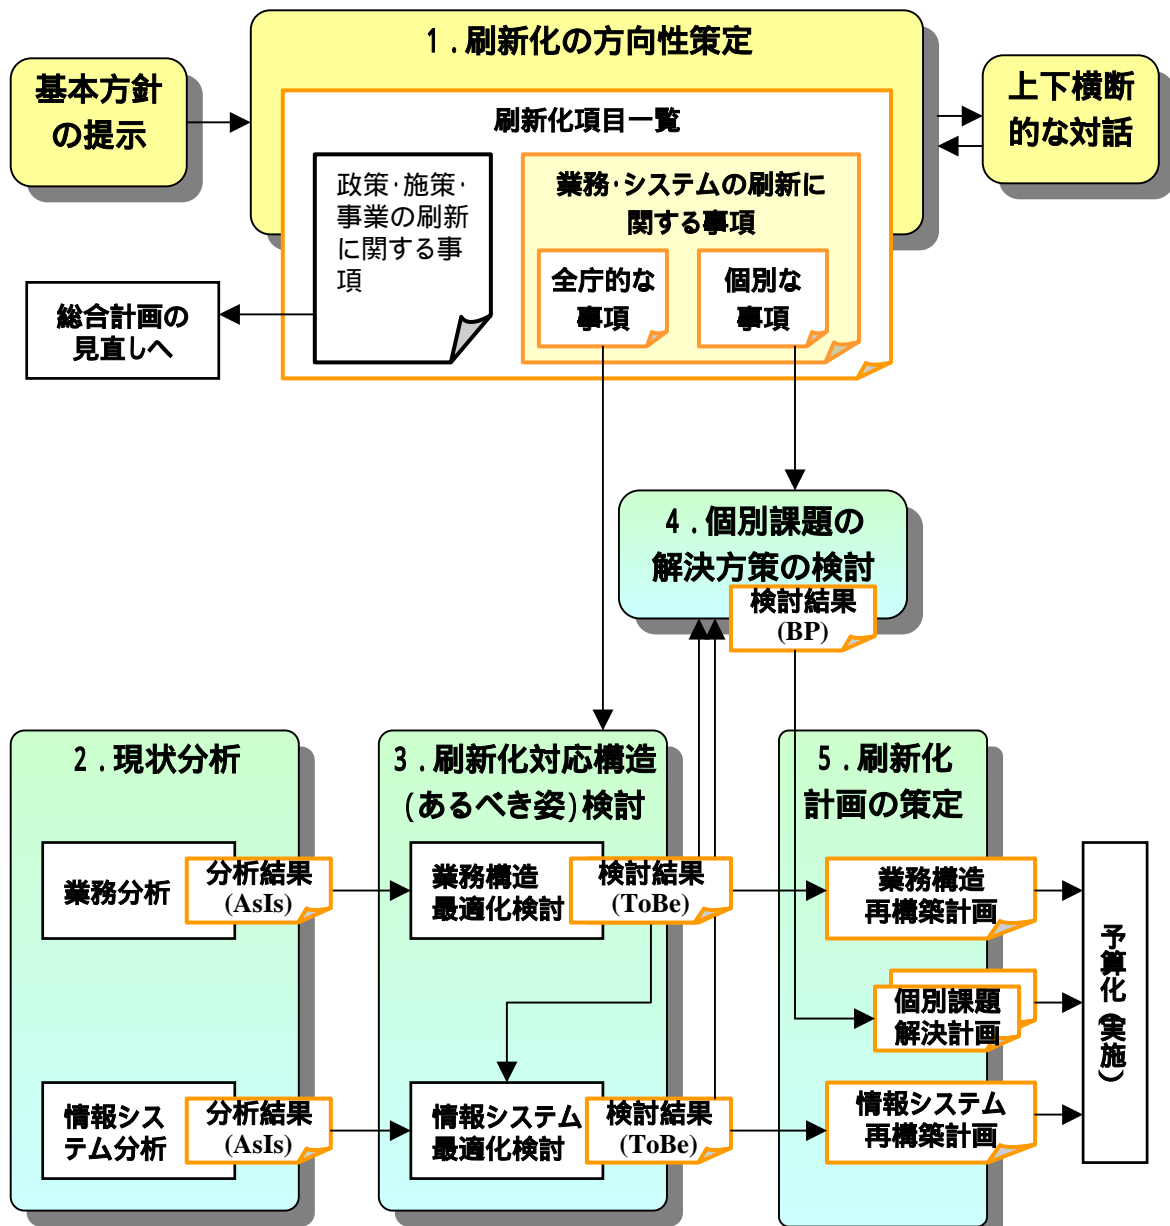 1．刷新化の方向性策定
基本方針
の提示
上下横断
的な対話
刷新化項目一覧
政策・施策・
事業の刷新
に関する事
項
業務・システムの刷新に
関する事項
全庁的な
事項
個別な
事項
総合計画の
見直しへ
4．個別課題の
解決方策の検討
検討結果
(BP)
2．現状分析
業務分析
分析結果
(AsIs)
情報シス
テム分析
分析結果
(AsIs)
3．刷新化対応構造
(あるべき姿)検討
業務構造
最適化検討
検討結果
(ToBe)
情報システム
最適化検討
検討結果
(ToBe)
5．刷新化
計画の策定
業務構造
再構築計画
個別課題
解決計画
情報システム
再構築計画
予算化（実施）